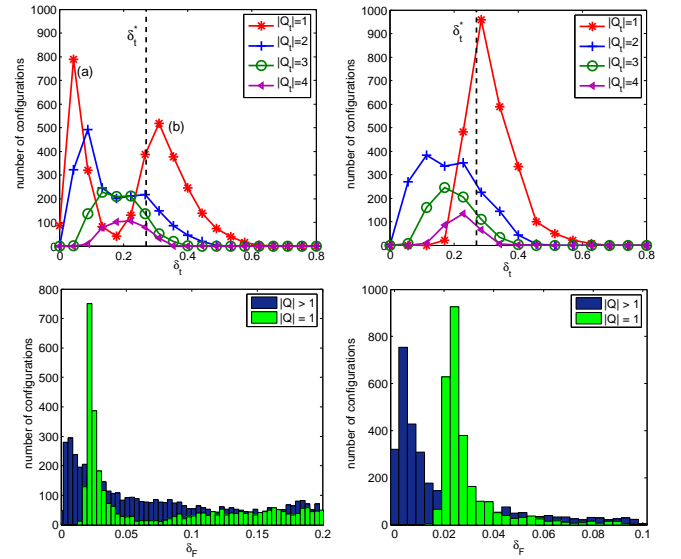 number of configurations
1000
900
800
700
600
500
400
300
200
100
0
(a)
(b)
δt*
|Qt|=1
|Qt|=2
|Qt|=3
|Qt|=4
0 0.2 0.4 0.6 0.8
δt
number of configurations
1000
900
800
700
600
500
400
300
200
100
0
δt*
|Qt|=1
|Qt|=2
|Qt|=3
|Qt|=4
0 0.2 0.4 0.6 0.8
δt
number of configurations
800
700
600
500
400
300
200
100
0
|Q| > 1
|Q| = 1
0 0.05 0.1 0.15 0.2
δF
number of configurations
1000
800
600
400
200
0
|Q| > 1
|Q| = 1
0 0.02 0.04 0.06 0.08 0.1
δF